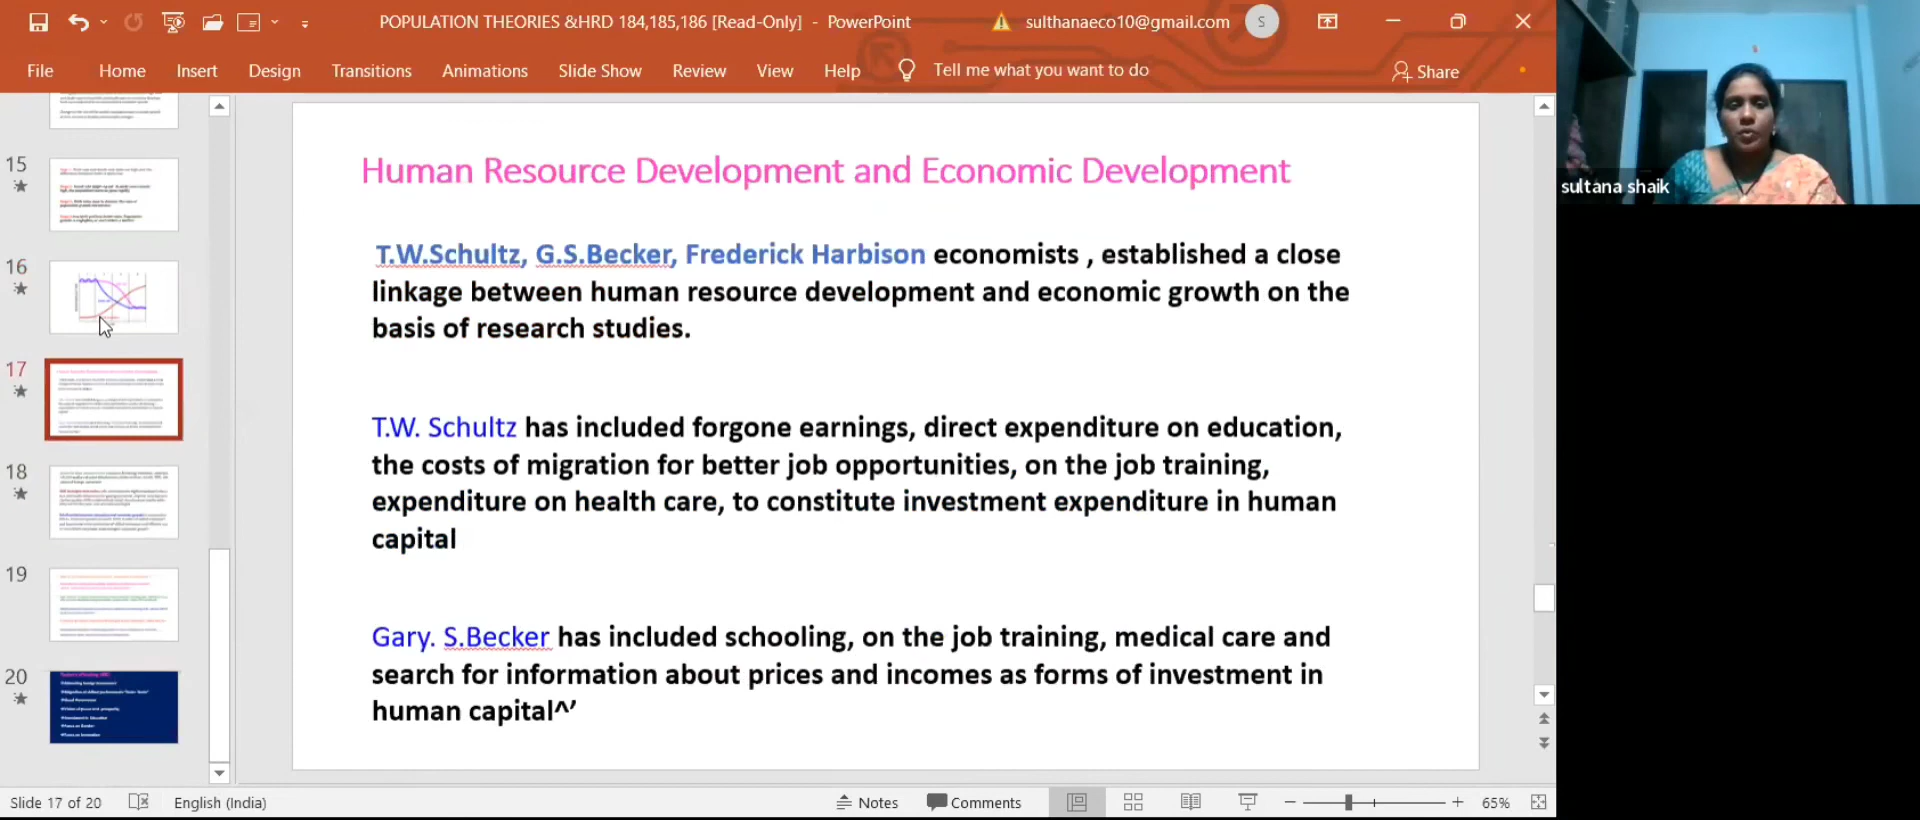 POPULATION THEORIES &HRD 184,185,186 [Read-Only] - PowerPoint
sulthanaeco10@gmail.com
S
File Home Insert Design Transitions Animations Slide Show Review View Help Tell me what you want to do Share
15
16
17
18
19
20
Human Resource Development and Economic Development
T.W.Schultz, G.S.Becker, Frederick Harbison economists , established a close
linkage between human resource development and economic growth on the
basis of research studies.
T.W. Schultz has included forgone earnings, direct expenditure on education,
the costs of migration for better job opportunities, on the job training,
expenditure on health care, to constitute investment expenditure in human
capital
Gary. S.Becker has included schooling, on the job training, medical care and
search for information about prices and incomes as forms of investment in
human capital^’
sultana shaik
Slide 17 of 20 English (India) Notes Comments 65%